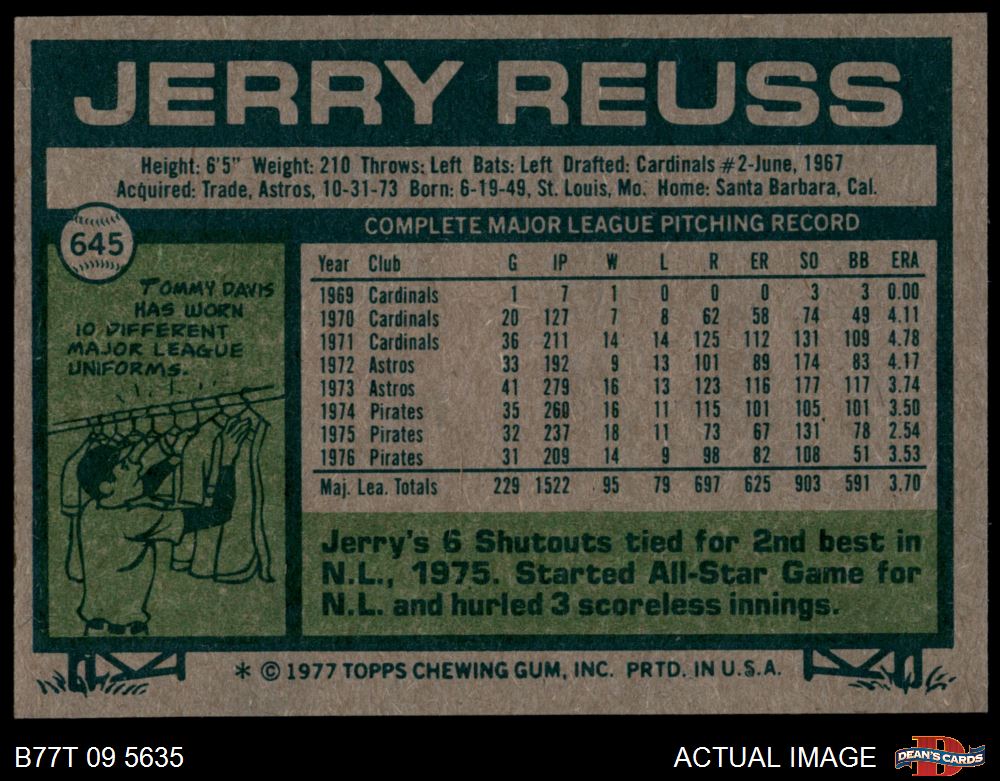 JERRY REUSS
Height: 6'5" Weight: 210 Throws: Left Bats: Left Drafted: Cardinals #2-June, 1967
Acquired: Trade, Astros, 10-31-73 Born: 6-19-49, St. Louis, Mo. Home: Santa Barbara, Cal.
645
TOMMY DAVIS
HAS WORN
10 DIFFERENT
MAJOR LEAGUE
UNIFORMS.
COMPLETE MAJOR LEAGUE PITCHING RECORD
Year Club G IP W L R ER SO BB ERA
1969 Cardinals 1 7 1 0 0 0 3 3 0.00
1970 Cardinals 20 127 7 8 62 58 74 49 4.11
1971 Cardinals 36 211 14 14 125 112 131 109 4.78
1972 Astros 33 192 9 13 101 89 174 83 4.17
1973 Astros 41 279 16 13 123 116 177 117 3.74
1974 Pirates 35 260 16 11 115 101 105 101 3.50
1975 Pirates 32 237 18 11 73 67 131 78 2.54
1976 Pirates 31 209 14 9 98 82 108 51 3.53
Maj. Lea. Totals 229 1522 95 79 697 625 903 591 3.70
Jerry's 6 Shutouts tied for 2nd best in
N.L., 1975. Started All-Star Game for
N.L. and hurled 3 scoreless innings.
* © 1977 TOPPS CHEWING GUM, INC. PRTD. IN U.S.A.
B77T 09 5635
ACTUAL IMAGE
D
DEAN'S CARDS